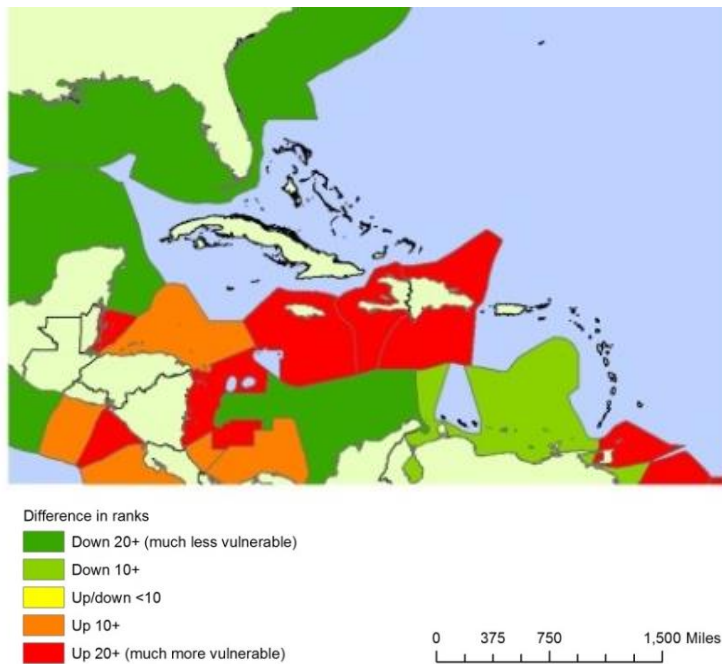 Difference in ranks
Down 20+ (much less vulnerable)
Down 10+
Up/down <10
Up 10+
Up 20+ (much more vulnerable)
0 375 750 1,500 Miles